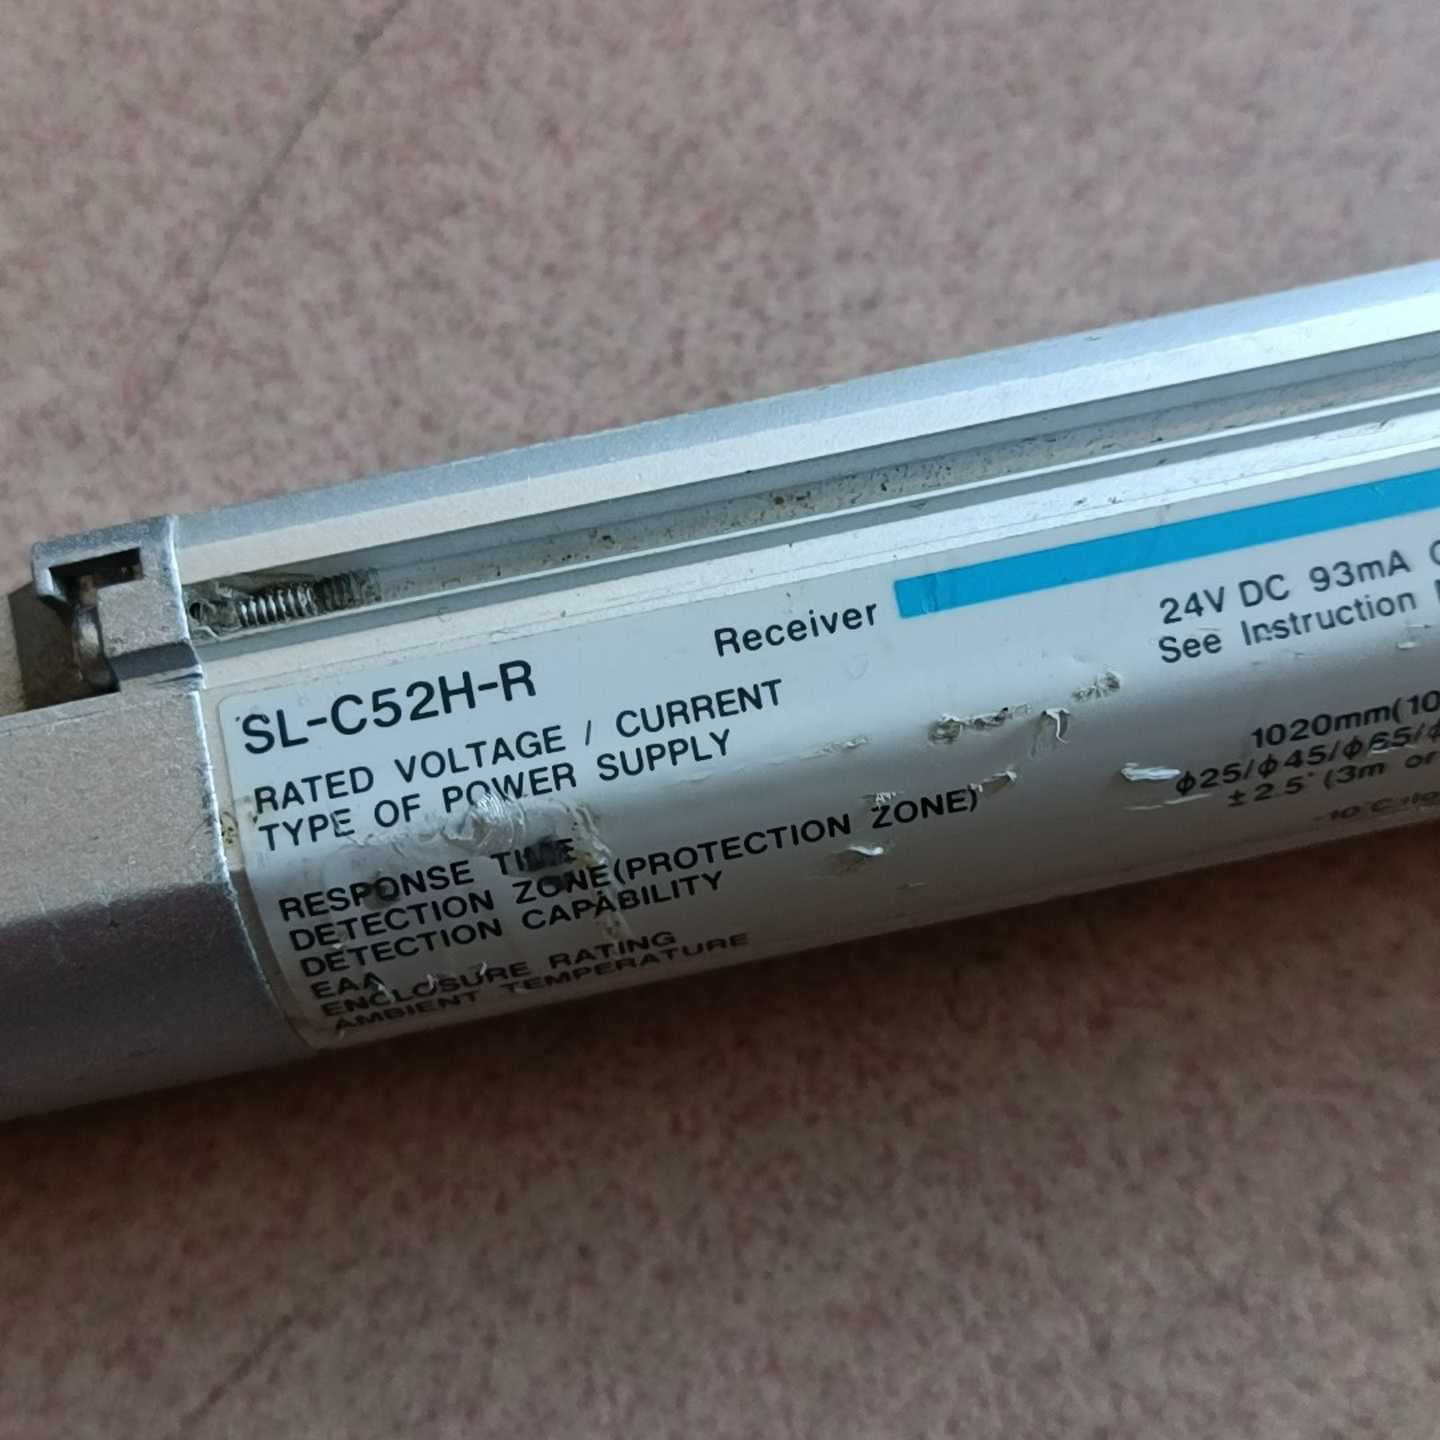 SL-C52H-R
Receiver
RATED VOLTAGE / CURRENT
24V DC 93mA
TYPE OF POWER SUPPLY
See Instruction
RESPONSE TIME
DETECTION ZONE(PROTECTION ZONE)
1020mm(10
DETECTION CAPABILITY
ϕ25/ϕ45/ϕ65/ϕ
EAA
±2.5°(3m or
ENCLOSURE RATING
AMBIENT TEMPERATURE
-10°C